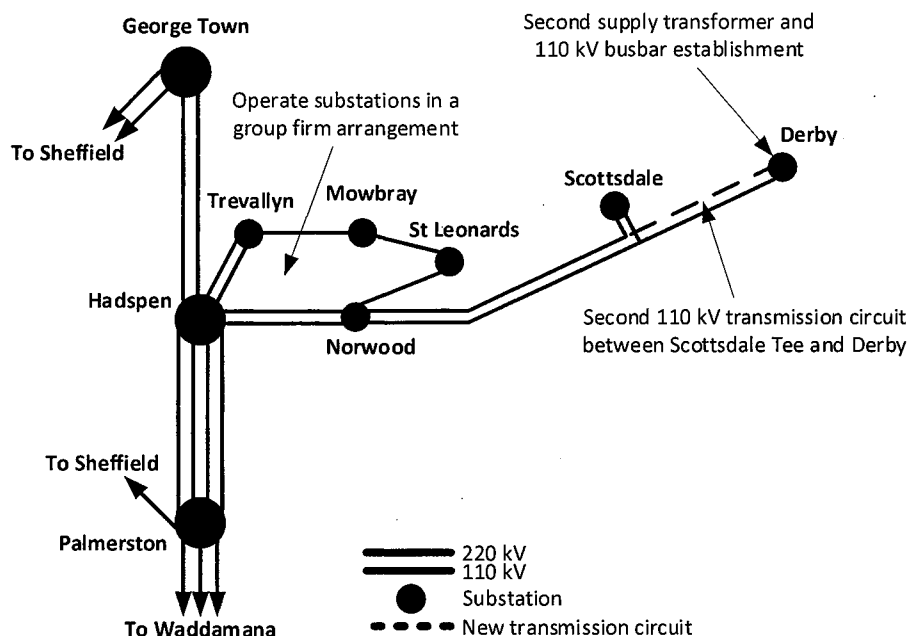 George Town
Second supply transformer and
110 kV busbar establishment
Operate substations in a
group firm arrangement
To Sheffield
Derby
Scottsdale
Trevallyn
Mowbray
St Leonards
Hadspen
Norwood
Second 110 kV transmission circuit
between Scottsdale Tee and Derby
To Sheffield
Palmerston
220 kV
110 kV
Substation
New transmission circuit
To Waddamana